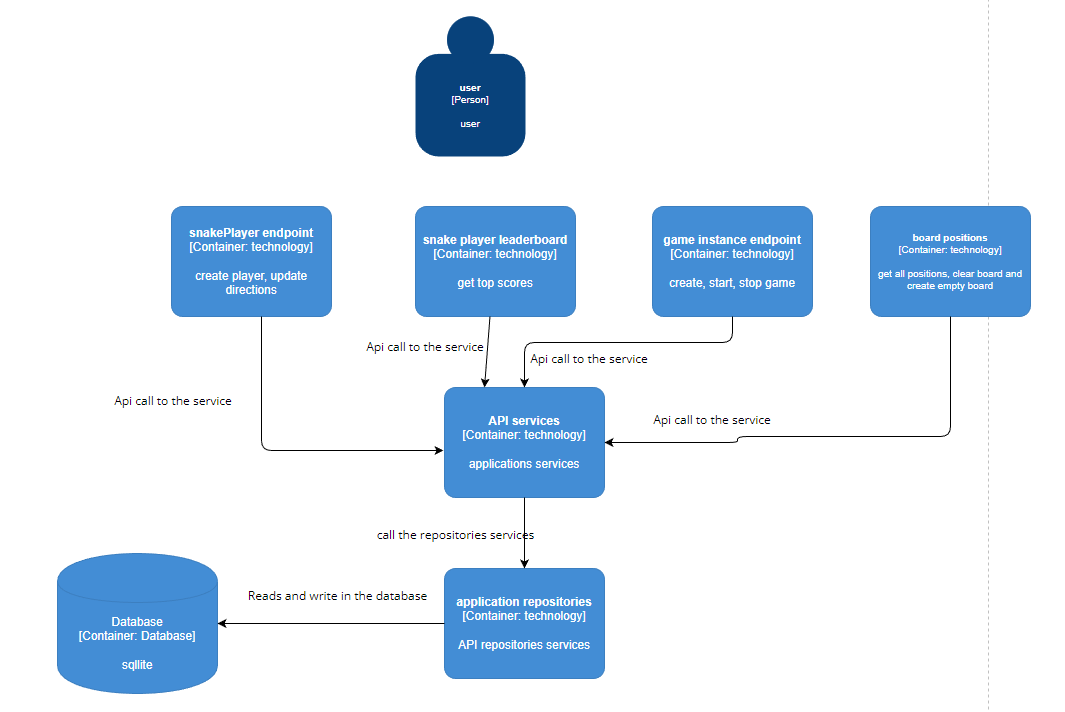 user
[Person]
user
snakePlayer endpoint
[Container: technology]
create player, update
directions
snake player leaderboard
[Container: technology]
get top scores
game instance endpoint
[Container: technology]
create, start, stop game
board positions
[Container: technology]
get all positions, clear board and
create empty board
Api call to the service
Api call to the service
Api call to the service
Api call to the service
API services
[Container: technology]
applications services
call the repositories services
Reads and write in the database
application repositories
[Container: technology]
API repositories services
Database
[Container: Database]
sqllite